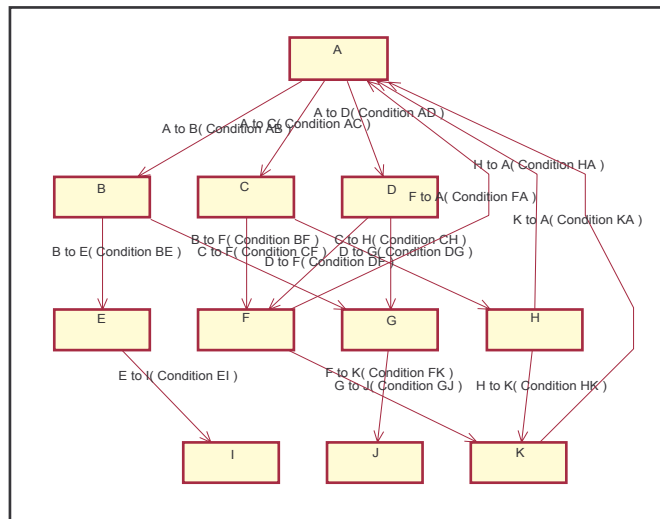 A
A to D( Condition AD )
A to C( Condition AC )
A to B( Condition AB )
H to A( Condition HA )
B
C
D
F to A( Condition FA )
K to A( Condition KA )
B to F( Condition BF )
C to H( Condition CH )
B to E( Condition BE )
C to F( Condition CF )
D to G( Condition DG )
D to F( Condition DF )
E
F
G
H
F to K( Condition FK )
E to I( Condition EI )
G to J( Condition GJ )
H to K( Condition HK )
I
J
K